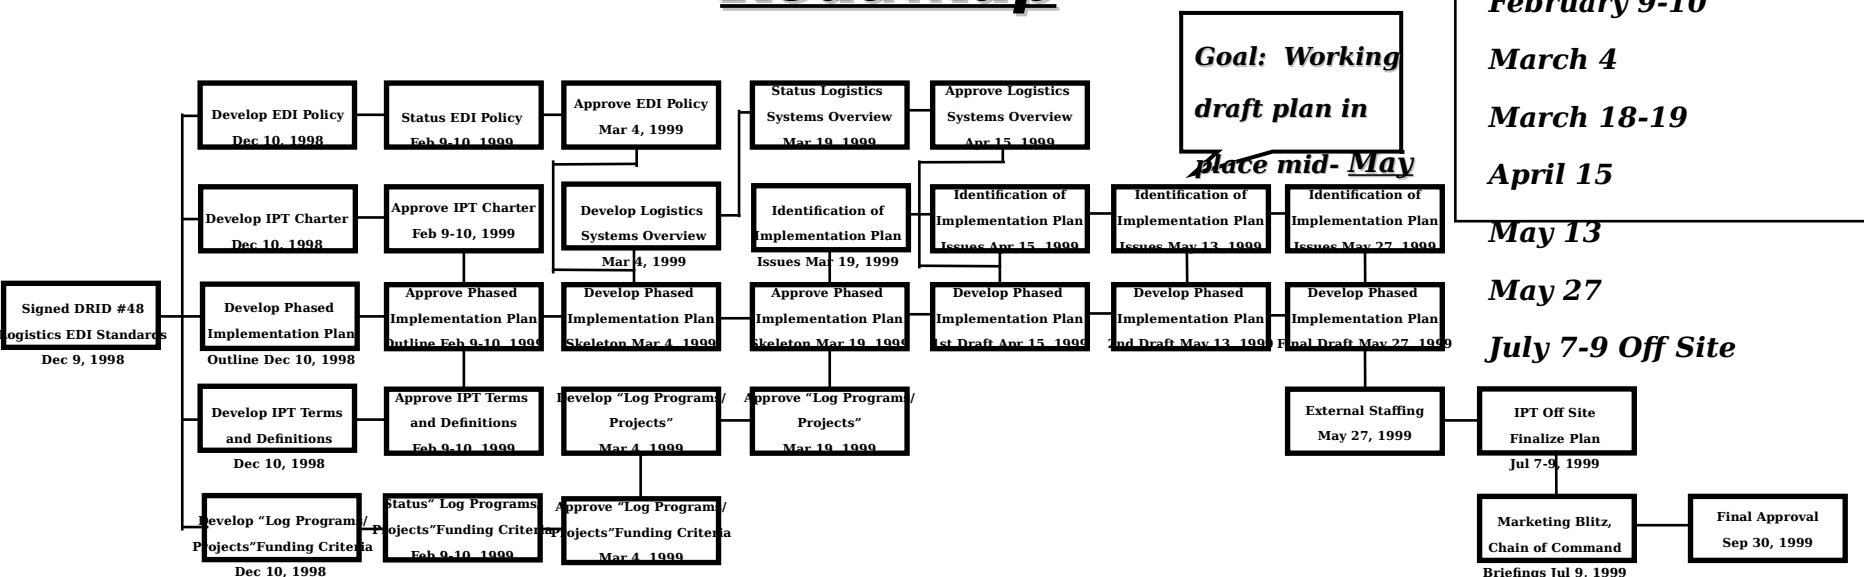 Roadmap
Goal: Working
draft plan in
place mid- May
February 9-10
March 4
March 18-19
April 15
May 13
May 27
July 7-9 Off Site
Develop EDI Policy
Dec 10, 1998
Status EDI Policy
Feb 9-10, 1999
Approve EDI Policy
Mar 4, 1999
Status Logistics
Systems Overview
Mar 19, 1999
Approve Logistics
Systems Overview
Apr 15, 1999
Develop IPT Charter
Dec 10, 1998
Approve IPT Charter
Feb 9-10, 1999
Develop Logistics
Systems Overview
Mar 4, 1999
Identification of
Implementation Plan
Issues Mar 19, 1999
Identification of
Implementation Plan
Issues Apr 15, 1999
Identification of
Implementation Plan
Issues May 13, 1999
Identification of
Implementation Plan
Issues May 27, 1999
Signed DRID #48
Logistics EDI Standards
Dec 9, 1998
Develop Phased
Implementation Plan
Outline Dec 10, 1998
Approve Phased
Implementation Plan
Outline Feb 9-10, 1999
Develop Phased
Implementation Plan
Skeleton Mar 4, 1999
Approve Phased
Implementation Plan
Skeleton Mar 19, 1999
Develop Phased
Implementation Plan
1st Draft Apr 15, 1999
Develop Phased
Implementation Plan
2nd Draft May 13, 1999
Develop Phased
Implementation Plan
Final Draft May 27, 1999
Develop IPT Terms
and Definitions
Dec 10, 1998
Approve IPT Terms
and Definitions
Feb 9-10, 1999
Develop “Log Programs/
Projects”
Mar 4, 1999
Approve “Log Programs/
Projects”
Mar 19, 1999
External Staffing
May 27, 1999
IPT Off Site
Finalize Plan
Jul 7-9, 1999
Develop “Log Programs/
Projects”Funding Criteria
Dec 10, 1998
Status“ Log Programs/
Projects”Funding Criteria
Feb 9-10, 1999
Approve “Log Programs/
Projects”Funding Criteria
Mar 4, 1999
Marketing Blitz,
Chain of Command
Briefings Jul 9, 1999
Final Approval
Sep 30, 1999